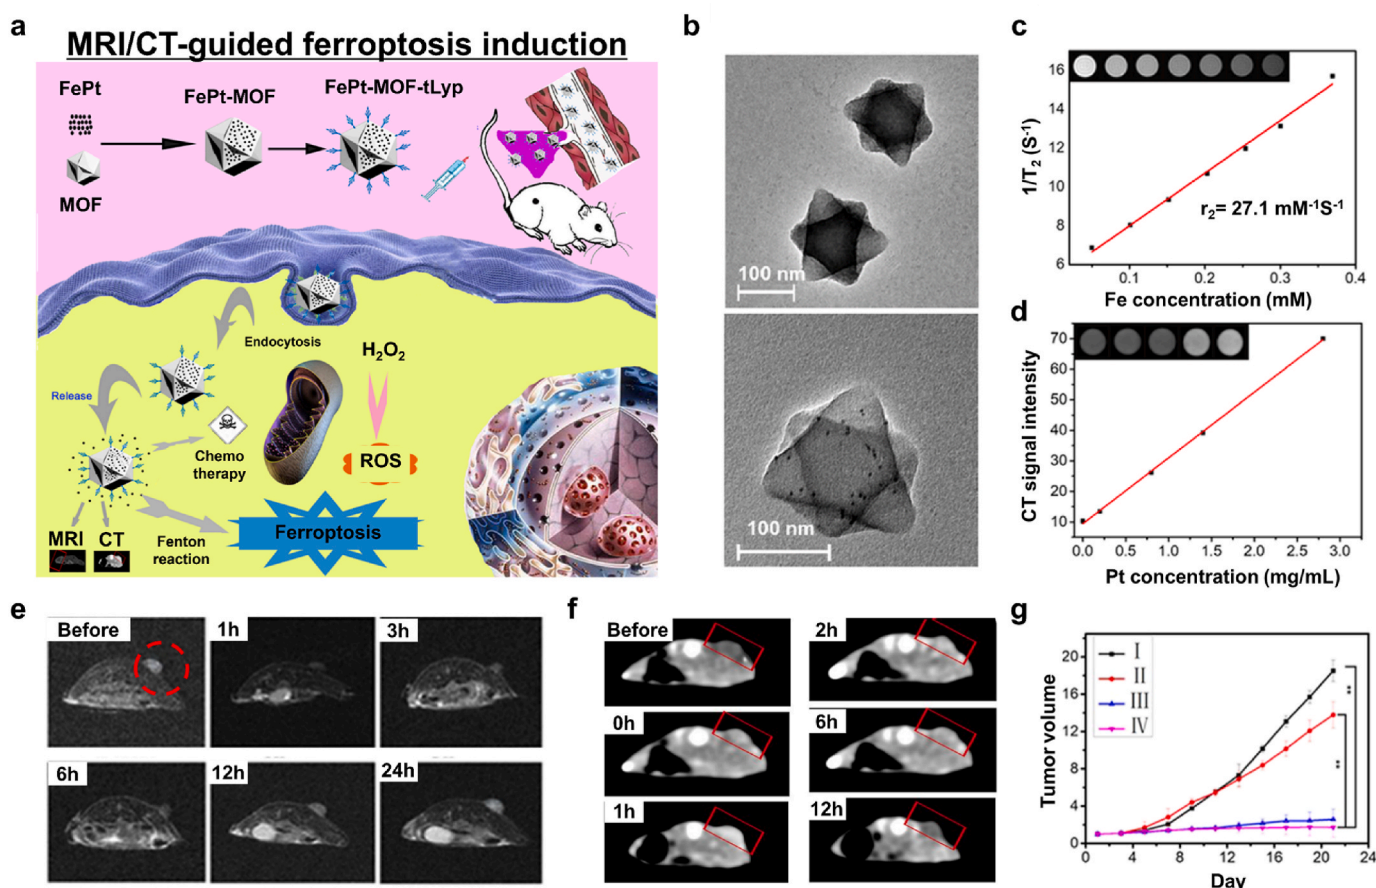 a
MRI/CT-guided ferroptosis induction
FePt
FePt-MOF
FePt-MOF-tLyp
MOF
Endocytosis
H₂O₂
Release
Chemo
therapy
ROS
MRI
CT
Fenton
reaction
Ferroptosis
b
100 nm
100 nm
c
16
14
12
10
8
6
1/T₂ (S⁻¹)
r₂= 27.1 mM⁻¹S⁻¹
0.1
0.2
0.3
0.4
Fe concentration (mM)
d
70
60
50
40
30
20
10
CT signal intensity
0.0
0.5
1.0
1.5
2.0
2.5
3.0
Pt concentration (mg/mL)
e
Before
1h
3h
6h
12h
24h
f
Before
2h
0h
6h
1h
12h
g
20
16
12
8
4
0
Tumor volume
I
II
III
IV
**
**
0
4
8
12
16
20
24
Day